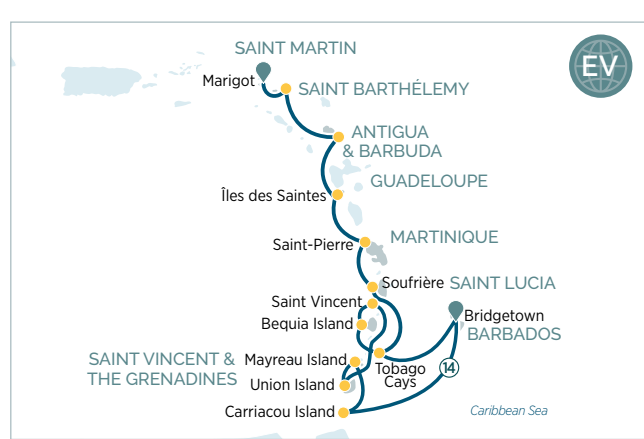 SAINT MARTIN
EV
Marigot
SAINT BARTHÉLEMY
ANTIGUA
& BARBUDA
GUADELOUPE
Îles des Saintes
MARTINIQUE
Saint-Pierre
Soufrière
SAINT LUCIA
Saint Vincent
Bridgetown
Bequia Island
BARBADOS
SAINT VINCENT &
THE GRENADINES
Mayreau Island
Tobago
Cays
14
Union Island
Carriacou Island
Caribbean Sea